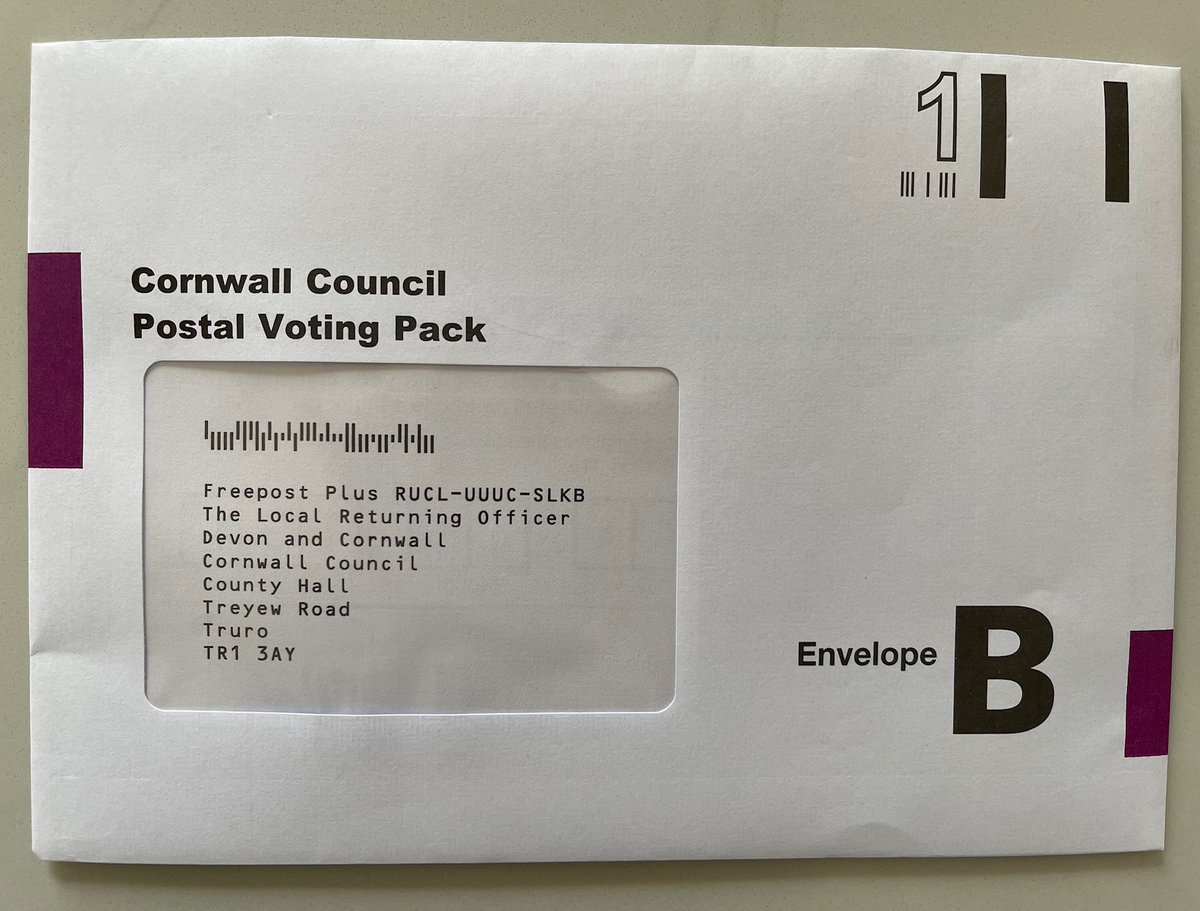 1
Cornwall Council
Postal Voting Pack
Freepost Plus RUCL-UUUC-SLKB
The Local Returning Officer
Devon and Cornwall
Cornwall Council
County Hall
Treyew Road
Truro
TR1 3AY
Envelope B